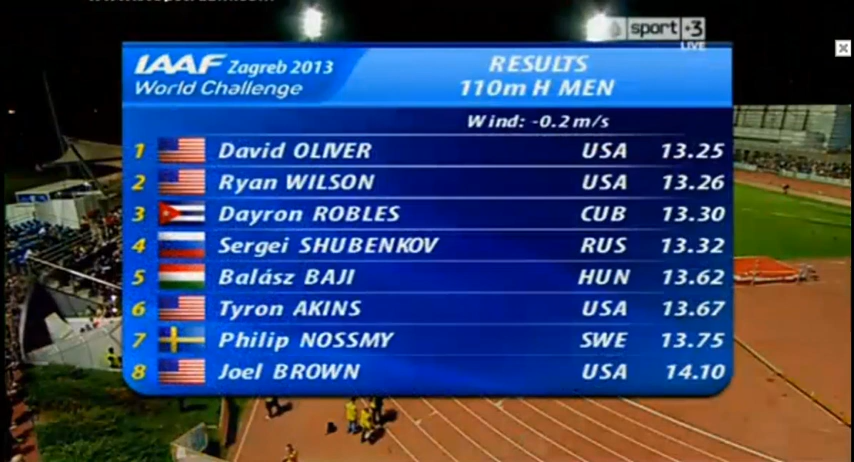 sport +3
LIVE
IAAF Zagreb 2013
World Challenge
RESULTS
110m H MEN
Wind: -0.2 m/s
1 David OLIVER USA 13.25
2 Ryan WILSON USA 13.26
3 Dayron ROBLES CUB 13.30
4 Sergei SHUBENKOV RUS 13.32
5 Balász BAJI HUN 13.62
6 Tyron AKINS USA 13.67
7 Philip NOSSMY SWE 13.75
8 Joel BROWN USA 14.10